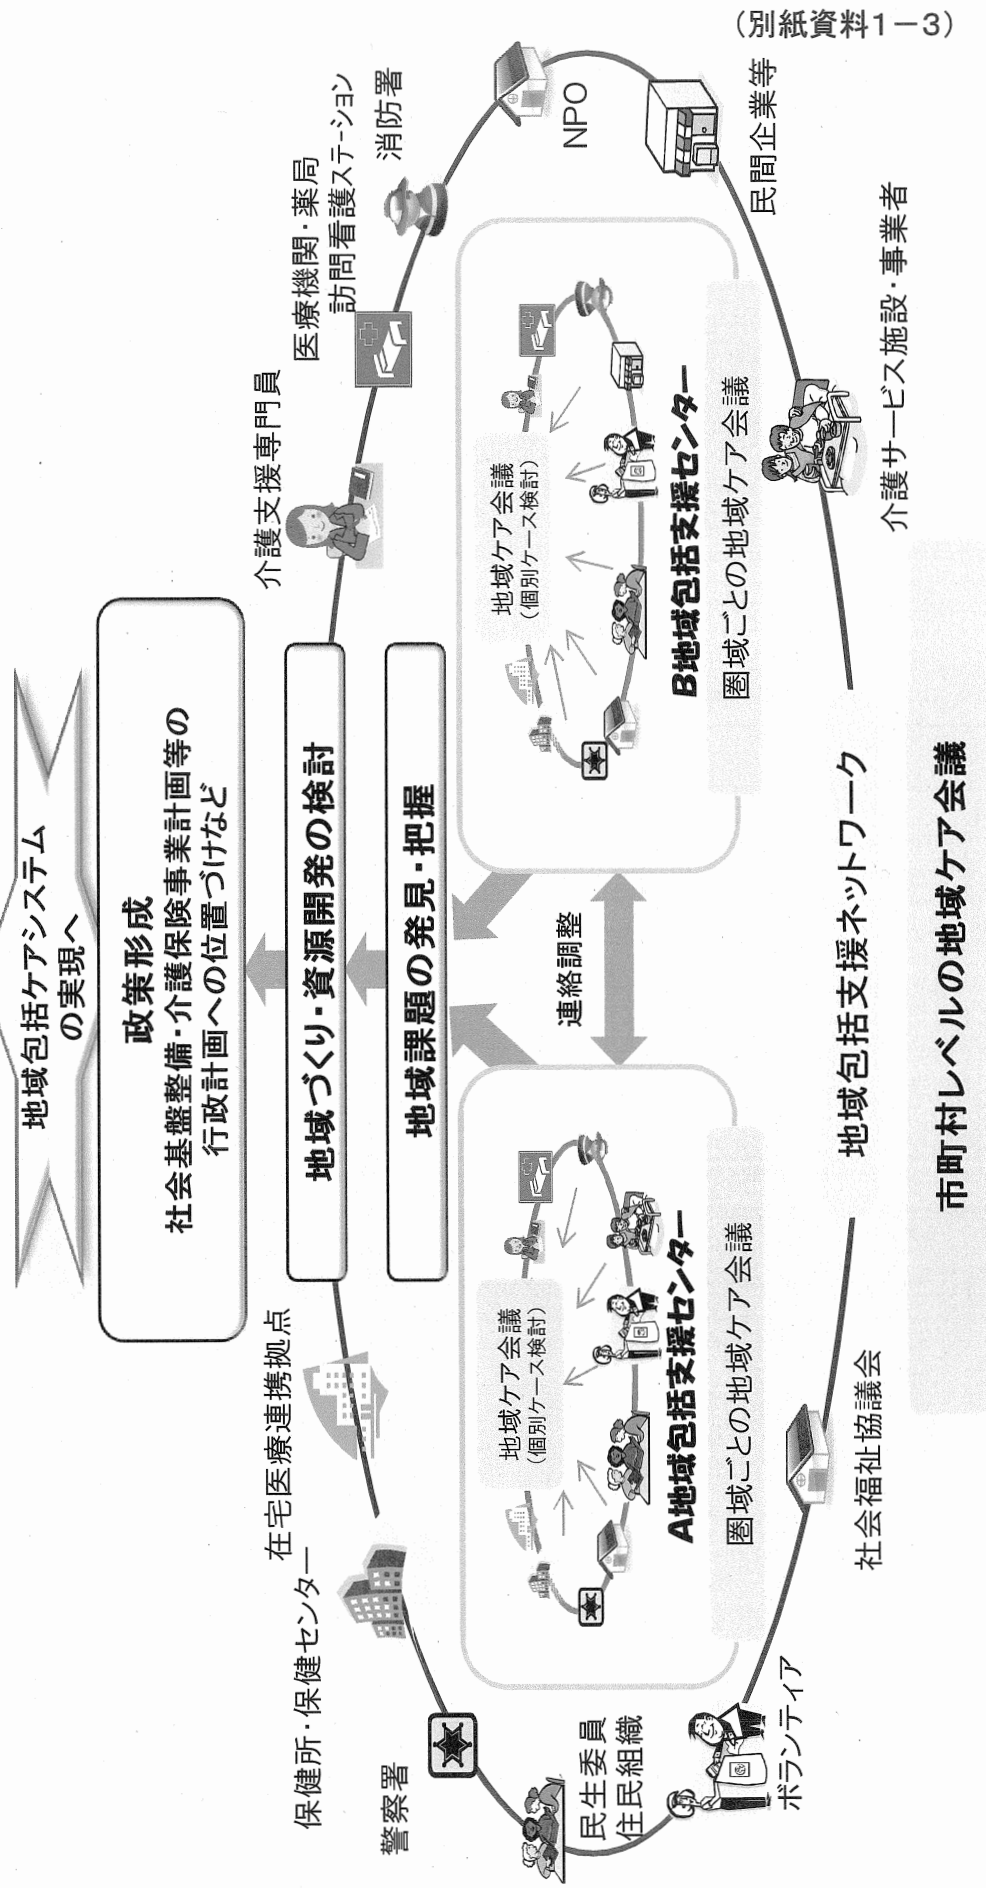 （別紙資料1－3）
地域包括ケアシステム
の実現へ
政策形成
社会基盤整備・介護保険事業計画等の
行政計画への位置づけなど
地域づくり・資源開発の検討
地域課題の発見・把握
連絡調整
保健所・保健センター
在宅医療連携拠点
介護支援専門員
医療機関・薬局
訪問看護ステーション
消防署
NPO
民間企業等
介護サービス施設・事業者
警察署
民生委員
住民組織
ボランティア
社会福祉協議会
地域ケア会議
（個別ケース検討）
A地域包括支援センター
圏域ごとの地域ケア会議
地域ケア会議
（個別ケース検討）
B地域包括支援センター
圏域ごとの地域ケア会議
地域包括支援ネットワーク
市町村レベルの地域ケア会議